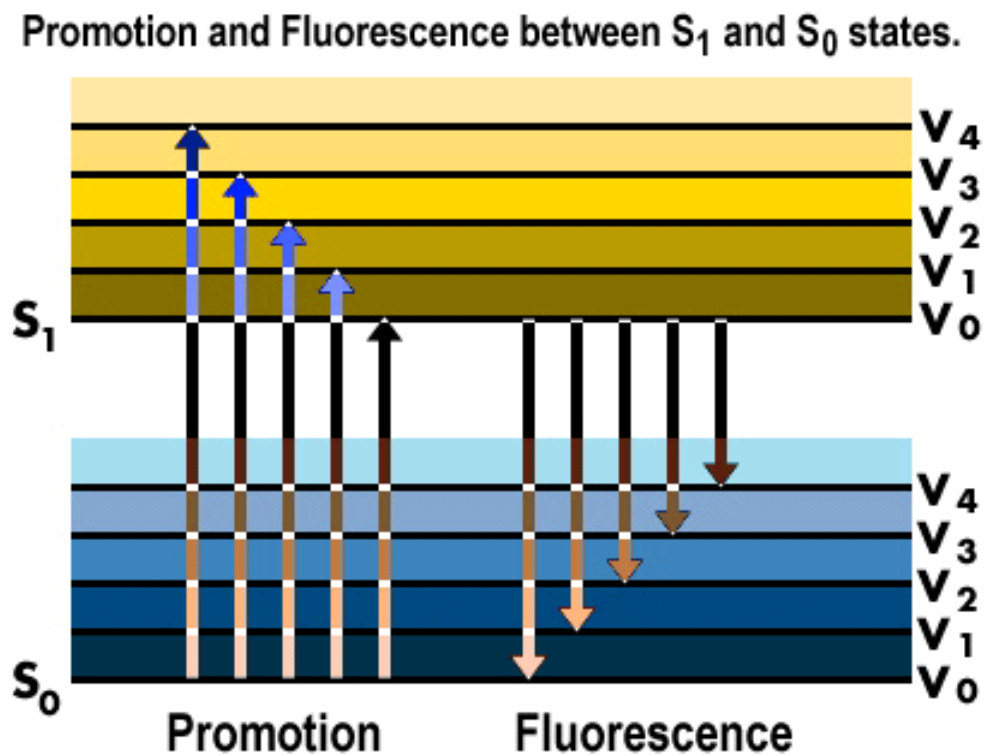 Promotion and Fluorescence between S₁ and S₀ states.
V₄
V₃
V₂
V₁
S₁ V₀
V₄
V₃
V₂
V₁
S₀ V₀
Promotion Fluorescence